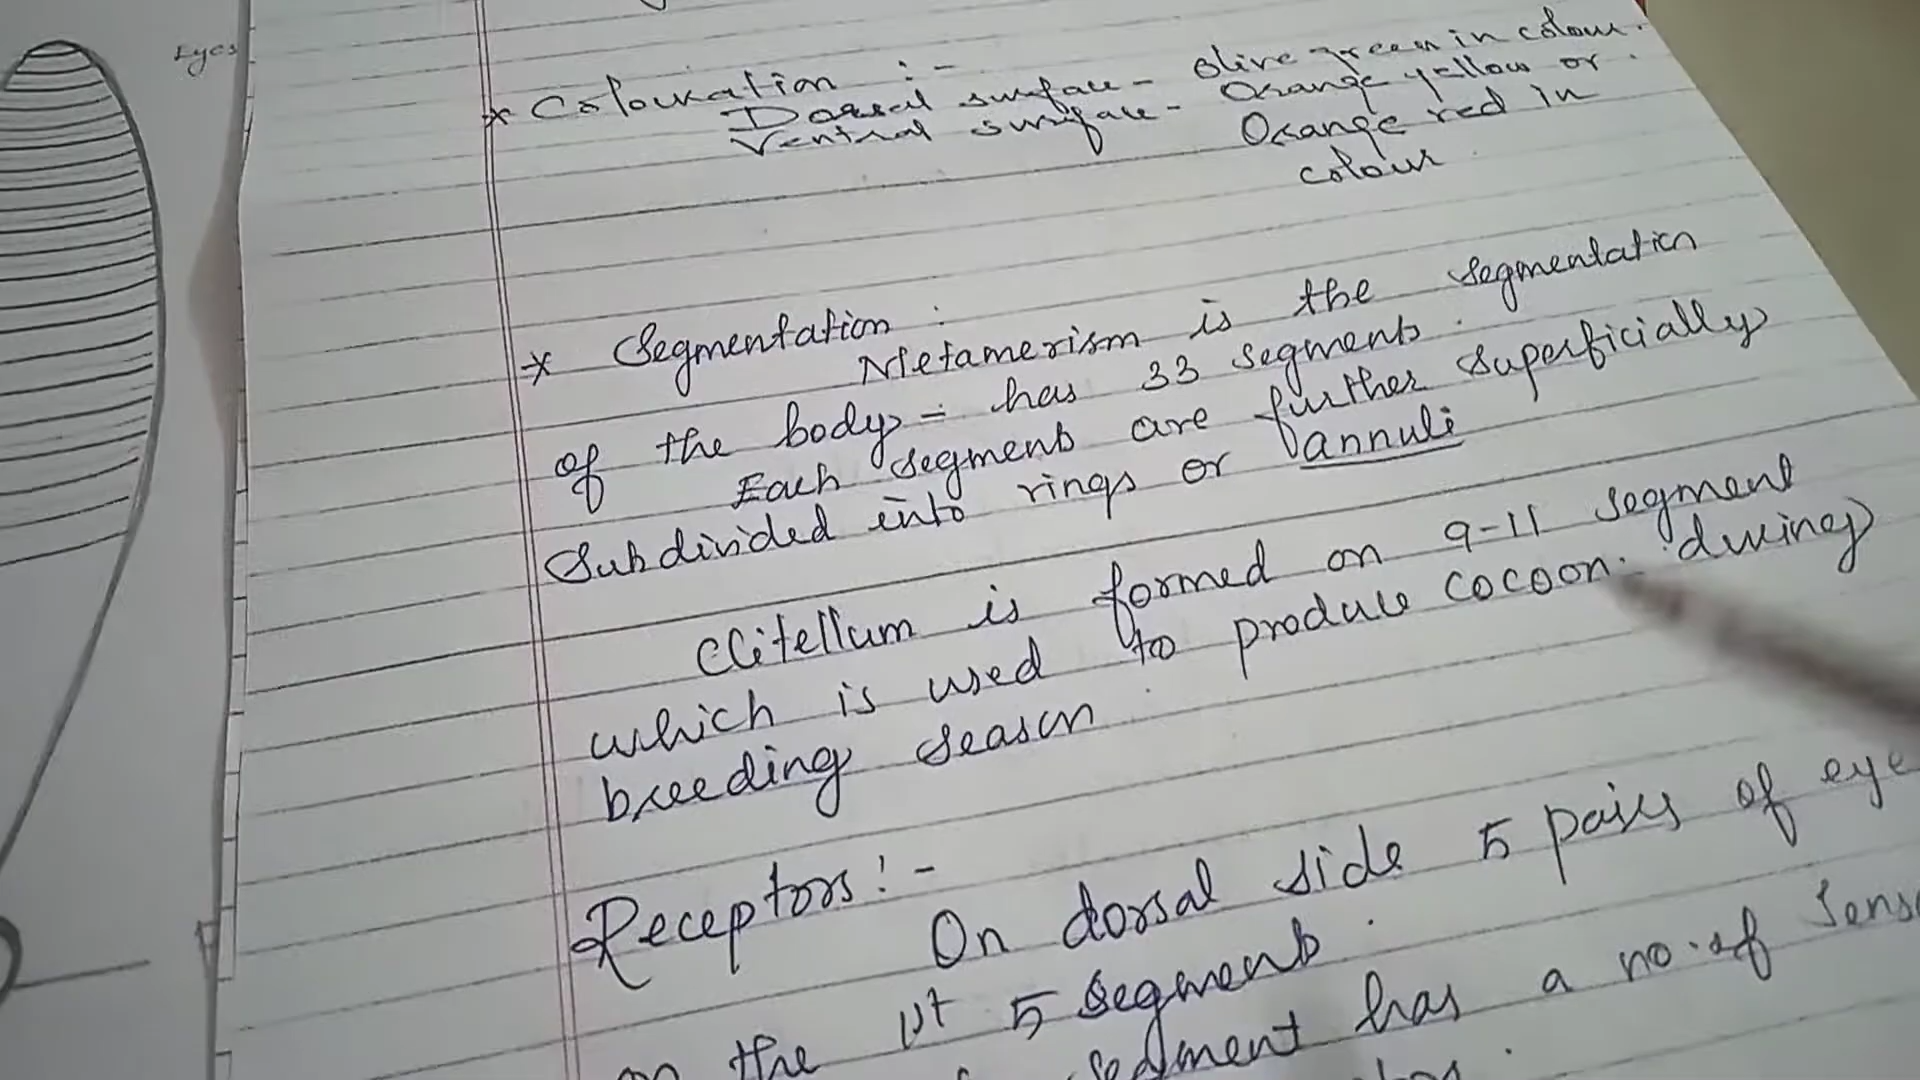 Eyes
* Colouration :-
Dorsal surface - Olive green in colour.
Ventral surface - Orange yellow or
Orange red in
colour
* Segmentation :
Metamerism is the segmentation
of the body - has 33 segments.
Each segments are further superficially
Subdivided into rings or annuli
Clitellum is formed on 9-11 segment
which is used to produce cocoon during
breeding season
Receptors :-
On dorsal side 5 pairs of eye
on the 1st 5 segments.
segment has a no. of